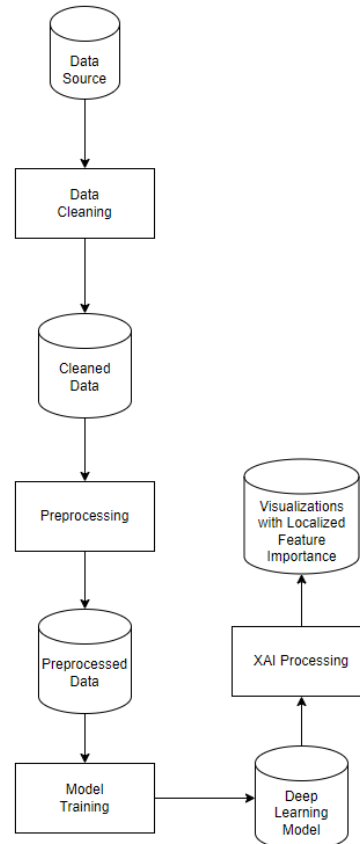 Data
Source
Data
Cleaning
Cleaned
Data
Preprocessing
Preprocessed
Data
Model
Training
Deep
Learning
Model
XAI Processing
Visualizations
with Localized
Feature
Importance